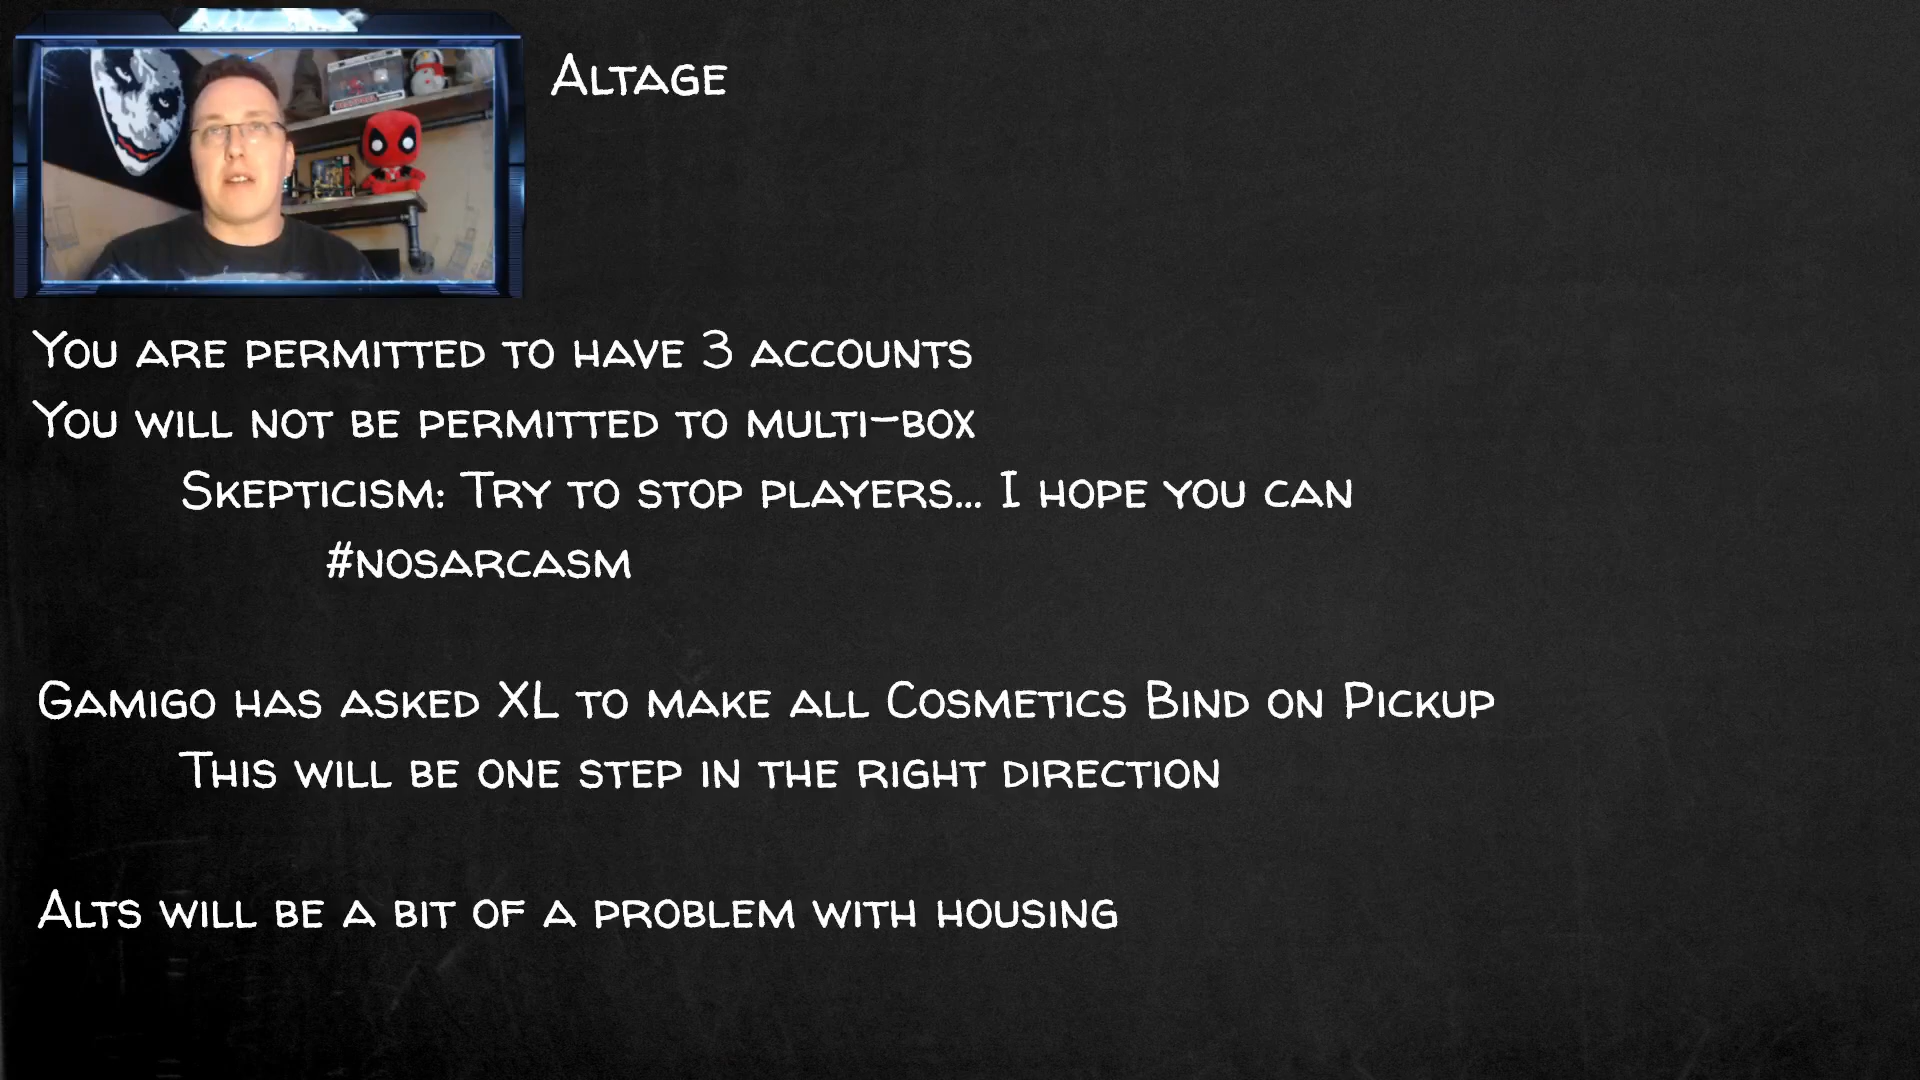 Altage
You are permitted to have 3 accounts
You will not be permitted to multi-box
Skepticism: Try to stop players... I hope you can
#nosarcasm
Gamigo has asked XL to make all Cosmetics Bind on Pickup
This will be one step in the right direction
Alts will be a bit of a problem with housing